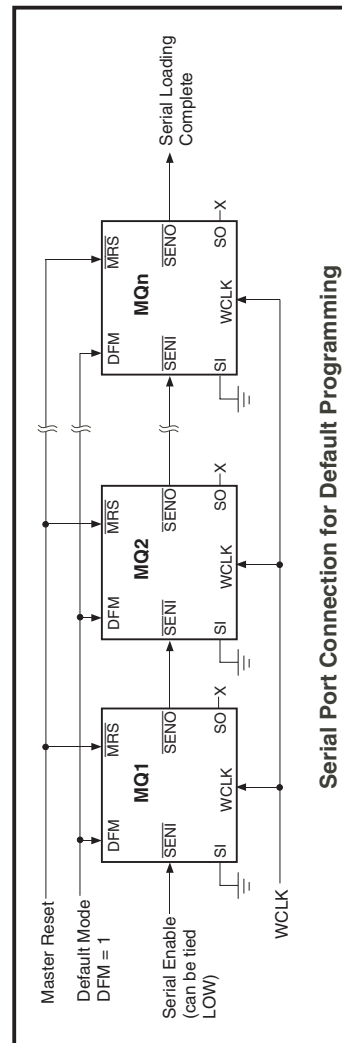 Master Reset
Default Mode
DFM = 1
Serial Enable
(can be tied
LOW)
WCLK
DFM
MRS
MQ1
SENI
SENO
SI
WCLK
SO
X
DFM
MRS
MQ2
SENI
SENO
SI
WCLK
SO
X
DFM
MRS
MQn
SENI
SENO
SI
WCLK
SO
X
Serial Loading
Complete
Serial Port Connection for Default Programming